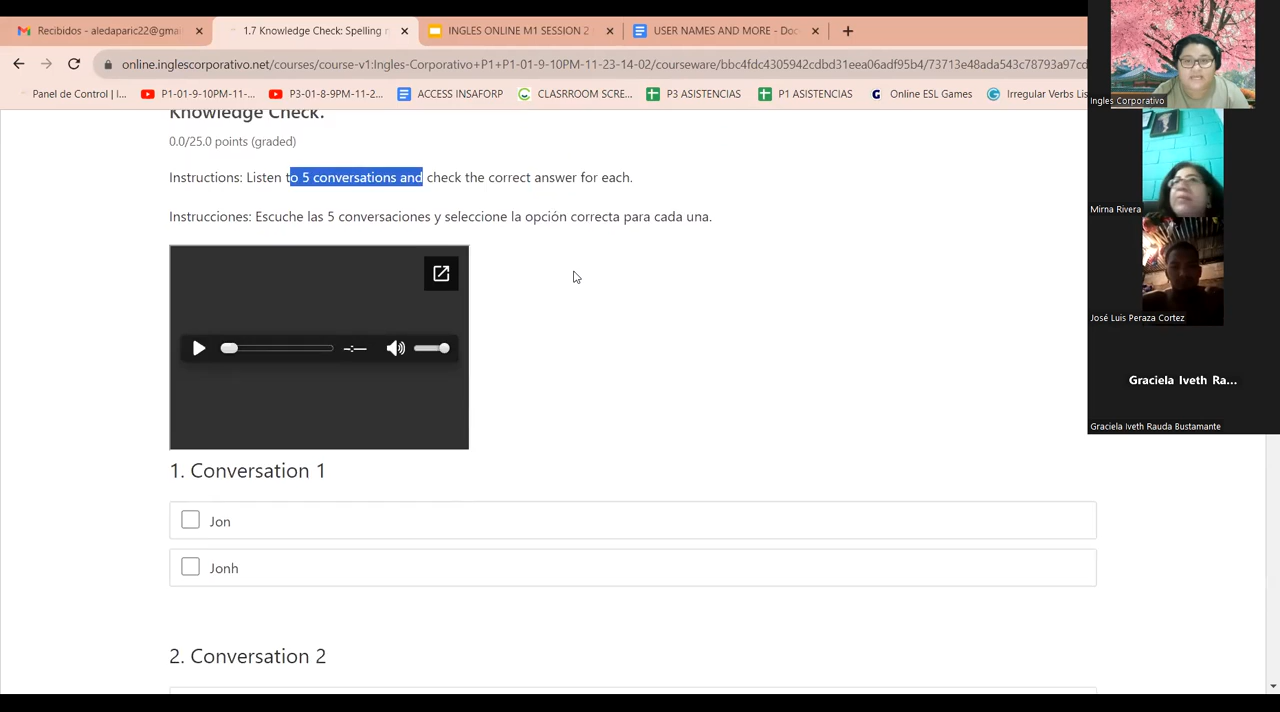 Recibidos - aledaparic22@gmai
1.7 Knowledge Check: Spelling n
INGLES ONLINE M1 SESSION 2
USER NAMES AND MORE - Doc
online.inglescorporativo.net/courses/course-v1:Ingles-Corporativo+P1+P1-01-9-10PM-11-23-14-02/courseware/bbc4fdc4305942cdbd31eea06adf95b4/73713e48ada543c78793a97cd
Panel de Control | I...
P1-01-9-10PM-11-...
P3-01-8-9PM-11-2...
ACCESS INSAFORP
CLASRROOM SCRE...
P3 ASISTENCIAS
P1 ASISTENCIAS
Online ESL Games
Irregular Verbs Lis
Knowledge Check.
0.0/25.0 points (graded)
Instructions: Listen to 5 conversations and check the correct answer for each.
Instrucciones: Escuche las 5 conversaciones y seleccione la opción correcta para cada una.
-:--
1. Conversation 1
Jon
Jonh
2. Conversation 2
Ingles Corporativo
Mirna Rivera
José Luis Peraza Cortez
Graciela Iveth Ra...
Graciela Iveth Rauda Bustamante